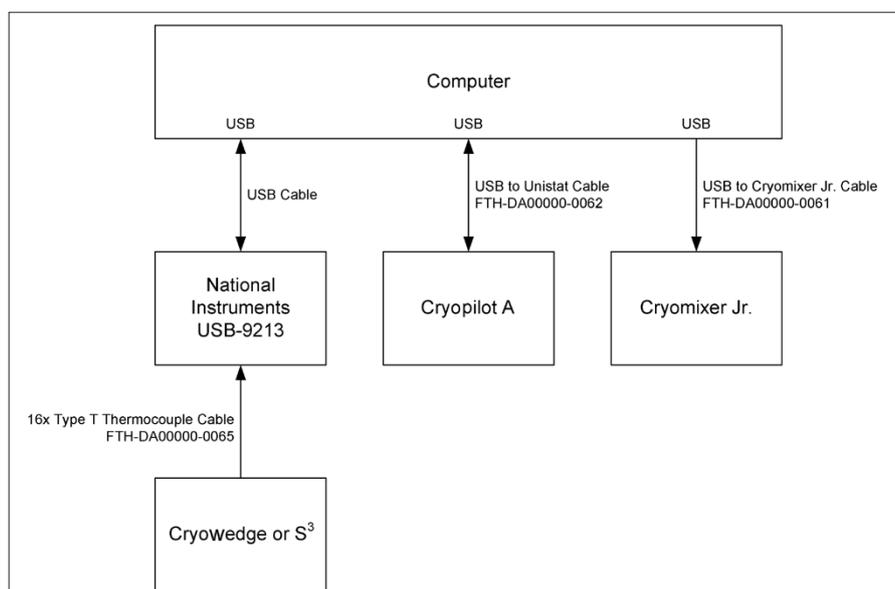 Computer
USB
USB
USB
USB Cable
USB to Unistat Cable
FTH-DA00000-0062
USB to Cryomixer Jr. Cable
FTH-DA00000-0061
National
Instruments
USB-9213
Cryopilot A
Cryomixer Jr.
16x Type T Thermocouple Cable
FTH-DA00000-0065
Cryowedge or S³